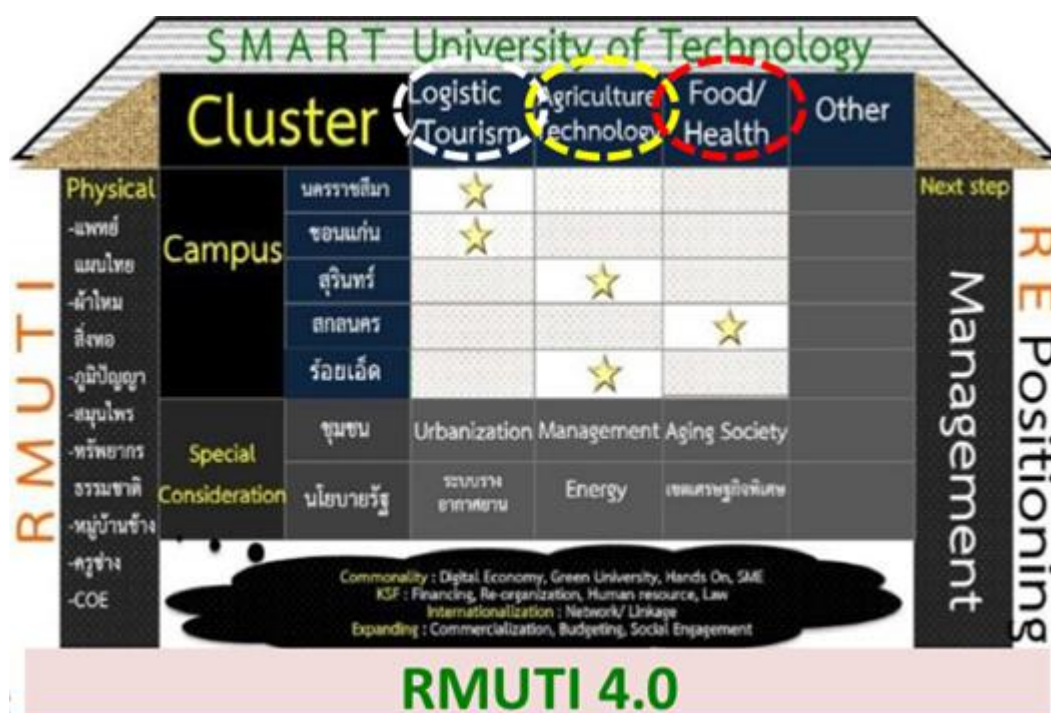 SMART University of Technology
Cluster
Logistic
/Tourism
Agriculture
Technology
Food/
Health
Other
RMUTI
Physical
-แพทย์
แผนไทย
-ผ้าไหม
สิ่งทอ
-ภูมิปัญญา
-สมุนไพร
-ทรัพยากร
ธรรมชาติ
-หมู่บ้านช้าง
-ครูช่าง
-COE
Campus
นครราชสีมา
ขอนแก่น
สุรินทร์
สกลนคร
ร้อยเอ็ด
Special
Consideration
ชุมชน
Urbanization
Management
Aging Society
นโยบายรัฐ
ระบบราง
อากาศยาน
Energy
เขตเศรษฐกิจพิเศษ
Next step
Management
RE Positioning
Commonality : Digital Economy, Green University, Hands On, SME
KSF : Financing, Re-organization, Human resource, Law
Internationalization : Network/ Linkage
Expanding : Commercialization, Budgeting, Social Engagement
RMUTI 4.0